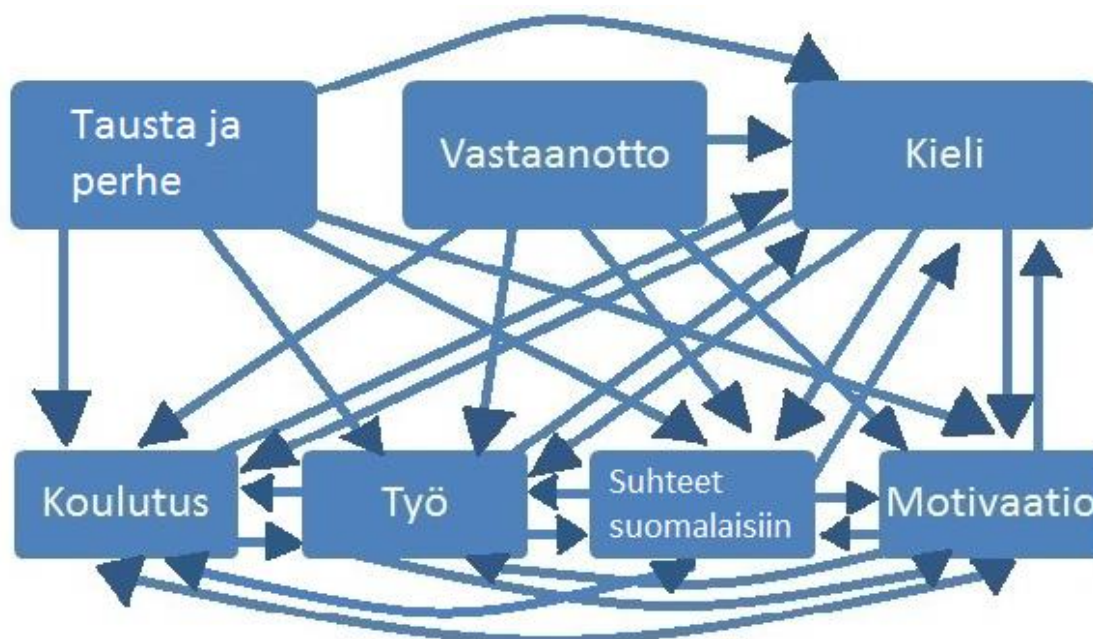 Tausta ja
perhe
Vastaanotto
Kieli
Koulutus
Työ
Suhteet
suomalaisiin
Motivaatio